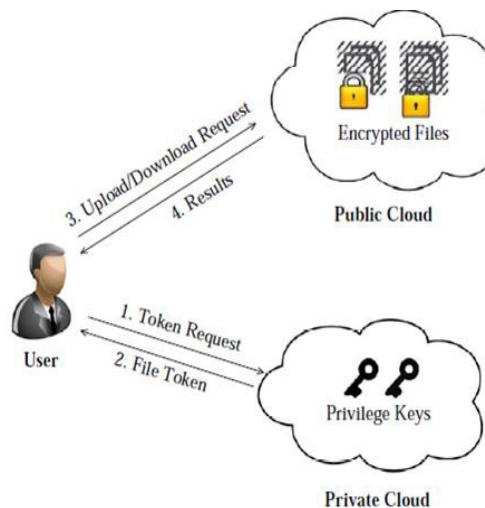 Encrypted Files
Public Cloud
3. Upload/Download Request
4. Results
User
1. Token Request
2. File Token
Privilege Keys
Private Cloud